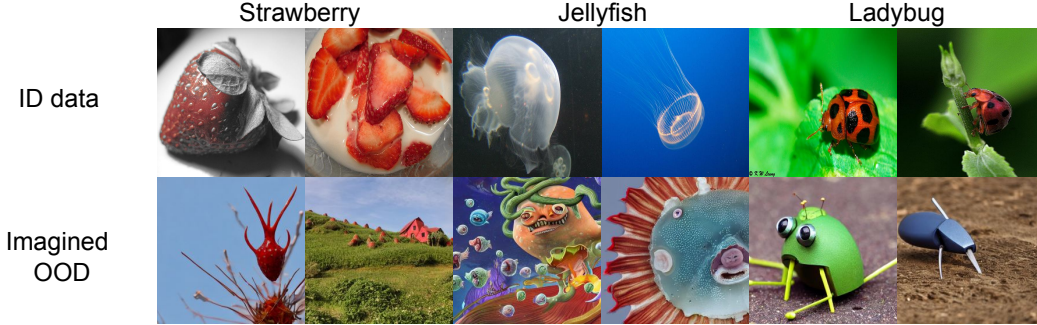 Strawberry
Jellyfish
Ladybug
ID data
Imagined
OOD